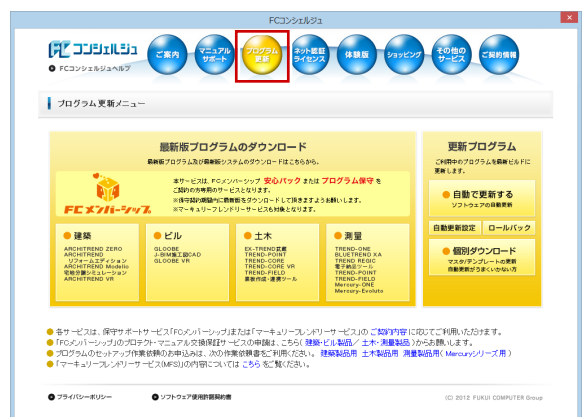 FCコンシェルジュ
FC コンシェルジュ
FCコンシェルジュヘルプ
ご案内
マニュアル
サポート
プログラム
更新
ネット認証
ライセンス
体験版
ショッピング
その他の
サービス
ご契約情報
プログラム更新メニュー
最新版プログラムのダウンロード
最新版プログラム及び最新版システムのダウンロードはこちらから。
FCメンバーシップ
本サービスは、FCメンバーシップ 安心パック または プログラム保守 を
ご契約の方専用のサービスとなります。
※保守契約期間内に最新版をダウンロードして頂きますようお願いします。
※マーキュリーフレンドリーサービスも対象となります。
建築
ARCHITREND ZERO
ARCHITREND
リフォームエディション
ARCHITREND Modelio
宅地分譲シミュレーション
ARCHITREND VR
ビル
GLOOBE
J-BIM施工図CAD
GLOOBE VR
土木
EX-TREND武蔵
TREND-POINT
TREND-CORE
TREND-CORE VR
TREND-FIELD
黒板作成・連携ツール
測量
TREND-ONE
BLUETREND XA
TREND REGIC
電子納品ツール
TREND-POINT
TREND-FIELD
Mercury-ONE
Mercury-Evoluto
更新プログラム
ご利用中のプログラムを最新ビルドに
更新します。
自動で更新する
ソフトウェアの自動更新
自動更新設定
ロールバック
個別ダウンロード
マスタ/テンプレートの更新
自動更新がうまくいかない方
各サービスは、保守サポートサービス「FCメンバーシップ」または「マーキュリーフレンドリーサービス」の ご契約内容 に応じてご利用いただけます。
「FCメンバーシップ」のプロダクト・マニュアル交換保証サービスの申請は、こちら( 建築・ビル製品 / 土木・測量製品 )からお願いします。
プログラムのセットアップ作業依頼のお申込みは、次の作業依頼書をご利用ください。 建築製品用 土木製品用 測量製品用( Mercuryシリーズ用 )
「マーキュリーフレンドリーサービス(MFS)」の内容については こちら をご覧ください。
プライバシーポリシー
ソフトウェア使用許諾契約書
(C) 2012 FUKUI COMPUTER Group